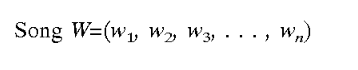 Song W=(w1, w2, w3, . . . , wn)